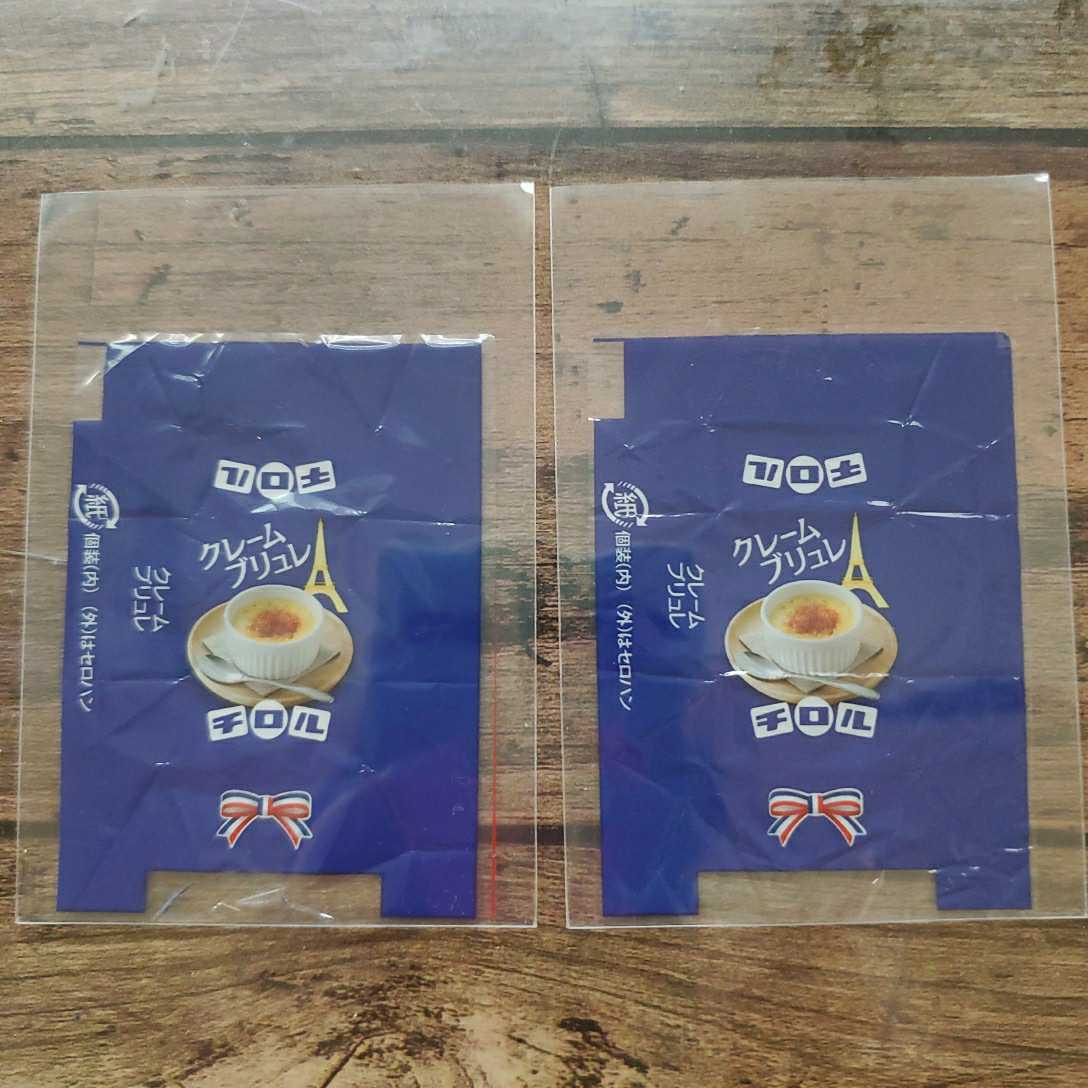 チロル
クレーム
ブリュレ
チロル
クレーム
ブリュレ
紙 個装(内) (外)はセロハン
チロル
クレーム
ブリュレ
チロル
クレーム
ブリュレ
紙 個装(内) (外)はセロハン